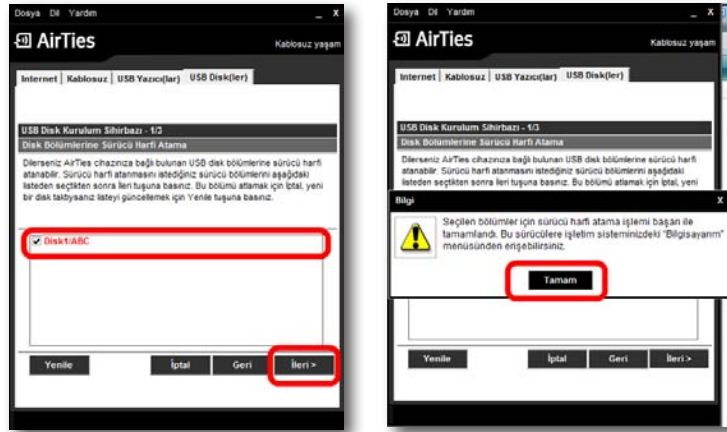 Dosya Dil Yardım
_ X
AirTies
Kablosuz yaşam
Internet Kablosuz USB Yazıcı(lar) USB Disk(ler)
USB Disk Kurulum Sihirbazı - 1/3
Disk Bölümlerine Sürücü Harfi Atama
Dilerseniz AirTies cihazınıza bağlı bulunan USB disk bölümlerine sürücü harfi
atanabilir. Sürücü harfi atanmasını istediğiniz sürücü bölümlerini aşağıdaki
listeden seçtikten sonra İleri tuşuna basınız. Bu bölümü atlamak için İptal, yeni
bir disk taktıysanız listeyi güncellemek için Yenile tuşuna basınız.
Disk1/ABC
Yenile İptal Geri İleri >
Dosya Dil Yardım
_ X
AirTies
Kablosuz yaşam
Internet Kablosuz USB Yazıcı(lar) USB Disk(ler)
USB Disk Kurulum Sihirbazı - 1/3
Disk Bölümlerine Sürücü Harfi Atama
Dilerseniz AirTies cihazınıza bağlı bulunan USB disk bölümlerine sürücü harfi
atanabilir. Sürücü harfi atanmasını istediğiniz sürücü bölümlerini aşağıdaki
listeden seçtikten sonra İleri tuşuna basınız. Bu bölümü atlamak için İptal, yeni
Bilgi X
Seçilen bölümler için sürücü harfi atama işlemi başarı ile
tamamlandı. Bu sürücülere işletim sisteminizdeki "Bilgisayarım"
menüsünden erişebilirsiniz.
Tamam
Yenile İptal Geri İleri >